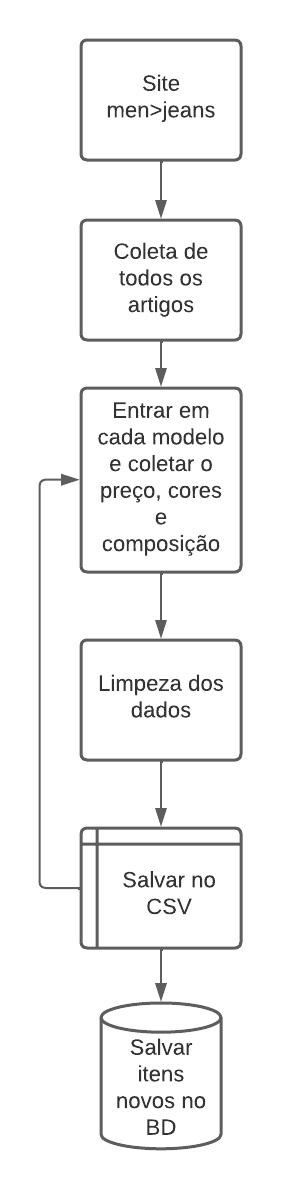 Site
men>jeans
Coleta de
todos os
artigos
Entrar em
cada modelo
e coletar o
preço, cores
e
composição
Limpeza dos
dados
Salvar no
CSV
Salvar
itens
novos no
BD